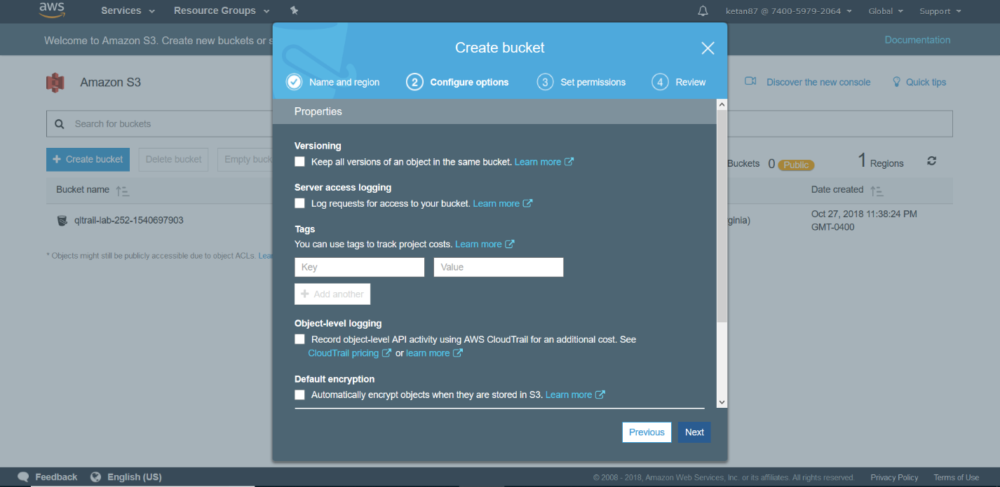 aws
Services
Resource Groups
ketan87 @ 7400-5979-2064
Global
Support
Welcome to Amazon S3. Create new buckets or s
Documentation
Create bucket
Name and region
2 Configure options
3 Set permissions
4 Review
Amazon S3
Discover the new console
Quick tips
Properties
Search for buckets
Versioning
Keep all versions of an object in the same bucket. Learn more
Create bucket
Delete bucket
Empty buck
Buckets
0 Public
1 Regions
Server access logging
Log requests for access to your bucket. Learn more
Bucket name
Date created
qltrail-lab-252-1540697903
ginia)
Oct 27, 2018 11:38:24 PM
GMT-0400
Tags
You can use tags to track project costs. Learn more
* Objects might still be publicly accessible due to object ACLs. Lear
Key
Value
Add another
Object-level logging
Record object-level API activity using AWS CloudTrail for an additional cost. See
CloudTrail pricing or learn more
Default encryption
Automatically encrypt objects when they are stored in S3. Learn more
Previous
Next
Feedback
English (US)
© 2008 - 2018, Amazon Web Services, Inc. or its affiliates. All rights reserved.
Privacy Policy
Terms of Use